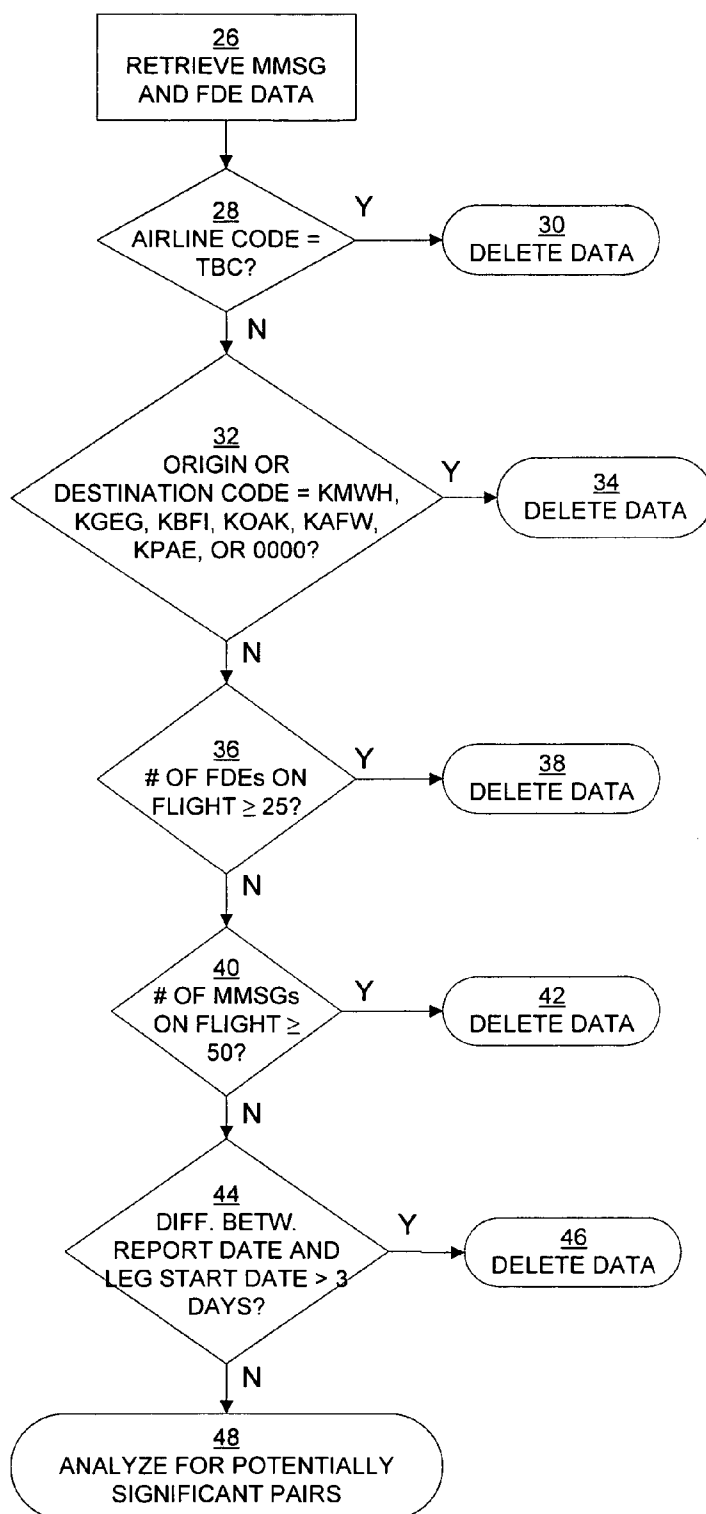 26
RETRIEVE MMSG
AND FDE DATA
28
AIRLINE CODE =
TBC?
Y
30
DELETE DATA
N
32
ORIGIN OR
DESTINATION CODE = KMWH,
KGEG, KBFI, KOAK, KAFW,
KPAE, OR 0000?
Y
34
DELETE DATA
N
36
# OF FDEs ON
FLIGHT ≥ 25?
Y
38
DELETE DATA
N
40
# OF MMSGs
ON FLIGHT ≥
50?
Y
42
DELETE DATA
N
44
DIFF. BETW.
REPORT DATE AND
LEG START DATE > 3
DAYS?
Y
46
DELETE DATA
N
48
ANALYZE FOR POTENTIALLY
SIGNIFICANT PAIRS